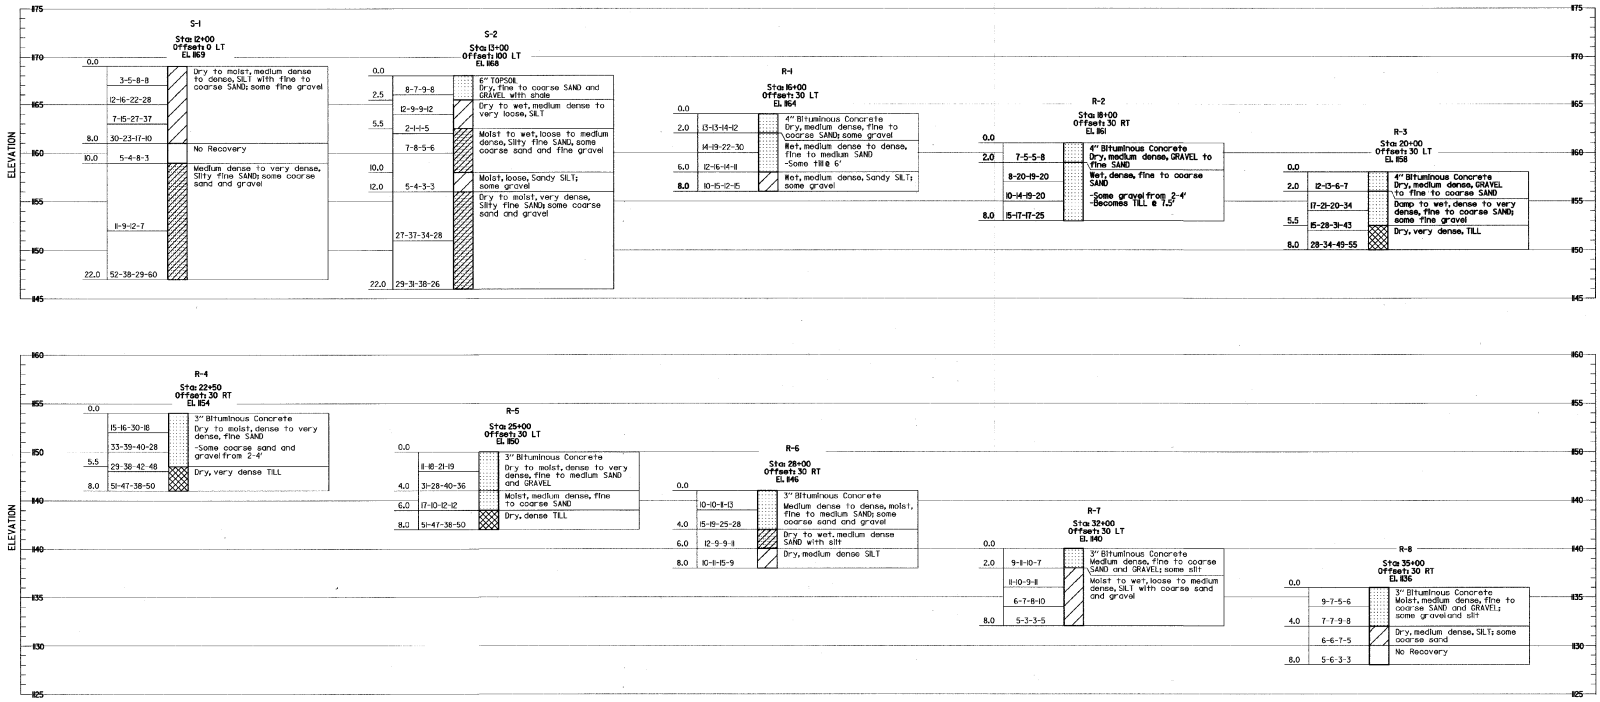 1175
1170
1165
1160
1155
1150
1145
ELEVATION
S-1
Sta: 12+00
Offset: 0 LT
El. 1169
0.0
3-5-8-8
12-16-22-28
7-15-27-37
8.0 30-23-17-10
10.0 5-4-8-3
11-9-12-7
22.0 52-38-29-60
Dry to moist, medium dense
to dense, SILT with fine to
coarse SAND; some fine gravel
No Recovery
Medium dense to very dense,
Silty fine SAND; some coarse
sand and gravel
S-2
Sta: 13+00
Offset: 100 LT
El. 1168
0.0
8-7-9-8
2.5
12-9-9-12
5.5
2-1-1-5
7-8-5-6
10.0
12.0 5-4-3-3
27-37-34-28
22.0 29-31-38-26
6" TOPSOIL
Dry, fine to coarse SAND and
GRAVEL with shale
Dry to wet, medium dense to
very loose, SILT
Moist to wet, loose to medium
dense, Silty fine SAND, some
coarse sand and fine gravel
Moist, loose, Sandy SILT;
some gravel
Dry to moist, very dense,
Silty fine SAND; some coarse
sand and gravel
R-1
Sta: 16+00
Offset: 30 LT
El. 1164
0.0
2.0 13-13-14-12
14-19-22-30
6.0 12-16-14-11
8.0 10-15-12-15
4" Bituminous Concrete
Dry, medium dense, fine to
coarse SAND; some gravel
Wet, medium dense to dense,
fine to medium SAND
-Some till @ 6'
Wet, medium dense, Sandy SILT;
some gravel
R-2
Sta: 18+00
Offset: 30 RT
El. 1161
0.0
2.0 7-5-5-8
8-20-19-20
10-14-19-20
8.0 15-17-17-25
4" Bituminous Concrete
Dry, medium dense, GRAVEL to
fine SAND
Wet, dense, fine to coarse
SAND
-Some gravel from 2-4'
-Becomes TILL @ 7.5'
R-3
Sta: 20+00
Offset: 30 LT
El. 1158
0.0
2.0 12-13-6-7
17-21-20-34
5.5 15-28-31-43
8.0 28-34-49-55
4" Bituminous Concrete
Dry, medium dense, GRAVEL
to fine to coarse SAND
Damp to wet, dense to very
dense, fine to coarse SAND;
some fine gravel
Dry, very dense, TILL
1175
1170
1165
1160
1155
1150
1145
1160
1155
1150
1145
1140
1135
1130
1125
ELEVATION
R-4
Sta: 22+50
Offset: 30 RT
El. 1154
0.0
15-16-30-18
33-39-40-28
5.5 29-38-42-48
8.0 51-47-38-50
3" Bituminous Concrete
Dry to moist, dense to very
dense, fine SAND
-Some coarse sand and
gravel from 2-4'
Dry, very dense TILL
R-5
Sta: 25+00
Offset: 30 LT
El. 1150
0.0
11-18-21-19
4.0 31-28-40-36
6.0 17-10-12-12
8.0 51-47-38-50
3" Bituminous Concrete
Dry to moist, dense to very
dense, fine to medium SAND
and GRAVEL
Moist, medium dense, fine
to coarse SAND
Dry, dense TILL
R-6
Sta: 28+00
Offset: 30 RT
El. 1146
0.0
10-10-11-13
4.0 15-19-25-28
6.0 12-9-9-11
8.0 10-11-15-9
3" Bituminous Concrete
Medium dense to dense, moist,
fine to medium SAND; some
coarse sand and gravel
Dry to wet, medium dense
SAND with silt
Dry, medium dense SILT
R-7
Sta: 32+00
Offset: 30 LT
El. 1140
0.0
2.0 9-11-10-7
11-10-9-11
6-7-8-10
8.0 5-3-3-5
3" Bituminous Concrete
Medium dense, fine to coarse
SAND and GRAVEL; some silt
Moist to wet, loose to medium
dense, SILT with coarse sand
and gravel
R-8
Sta: 35+00
Offset: 30 RT
El. 1136
0.0
9-7-5-6
4.0 7-7-9-8
6-6-7-5
8.0 5-6-3-3
3" Bituminous Concrete
Moist, medium dense, fine to
coarse SAND and GRAVEL;
some gravel and silt
Dry, medium dense, SILT; some
coarse sand
No Recovery
1160
1155
1150
1140
1140
1135
1130
1125